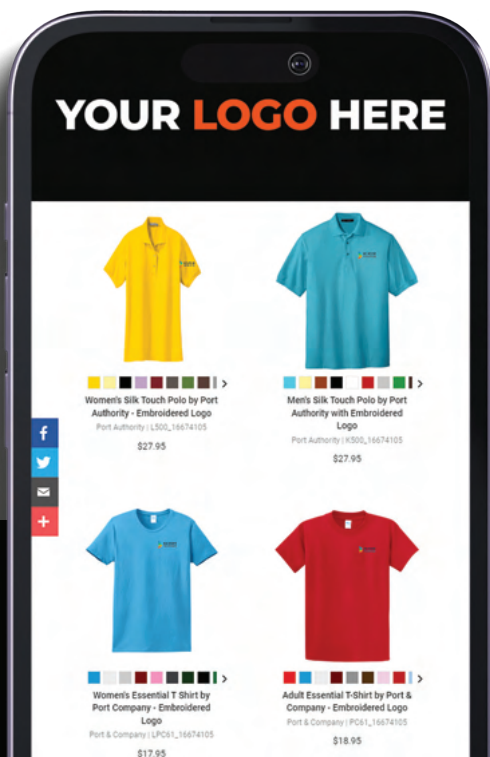 YOUR LOGO HERE
Women's Silk Touch Polo by Port
Authority - Embroidered Logo
Port Authority | L500_16674105
$27.95
Men's Silk Touch Polo by Port
Authority with Embroidered
Logo
Port Authority | K500_16674105
$27.95
f
Women's Essential T Shirt by
Port Company - Embroidered
Logo
Port & Company | LPC61_16674105
$17.95
Adult Essential T-Shirt by Port &
Company - Embroidered Logo
Port & Company | PC61_16674105
$18.95